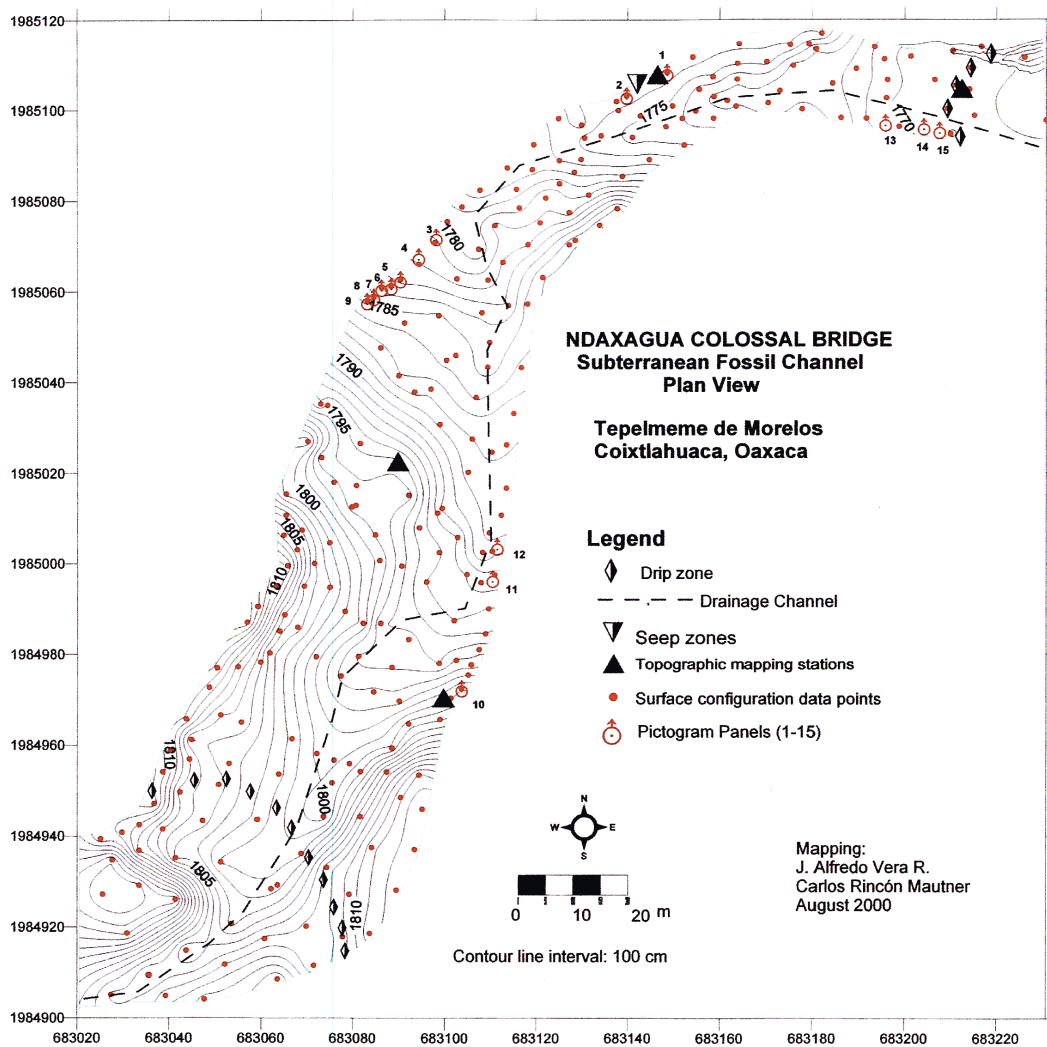 1985120
1985100
1985080
1985060
1985040
1985020
1985000
1984980
1984960
1984940
1984920
1984900
683020 683040 683060 683080 683100 683120 683140 683160 683180 683200 683220
1
2
1775
1770
13 14 15
3
1780
4
5
6
7
8
9
1785
1790
1795
1800
1805
1810
12
11
10
1810
1800
1805
1810
NDAXAGUA COLOSSAL BRIDGE
Subterranean Fossil Channel
Plan View
Tepelmeme de Morelos
Coixtlahuaca, Oaxaca
Legend
Drip zone
Drainage Channel
Seep zones
Topographic mapping stations
Surface configuration data points
Pictogram Panels (1-15)
N
W E
S
0 10 20 m
Contour line interval: 100 cm
Mapping:
J. Alfredo Vera R.
Carlos Rincón Mautner
August 2000